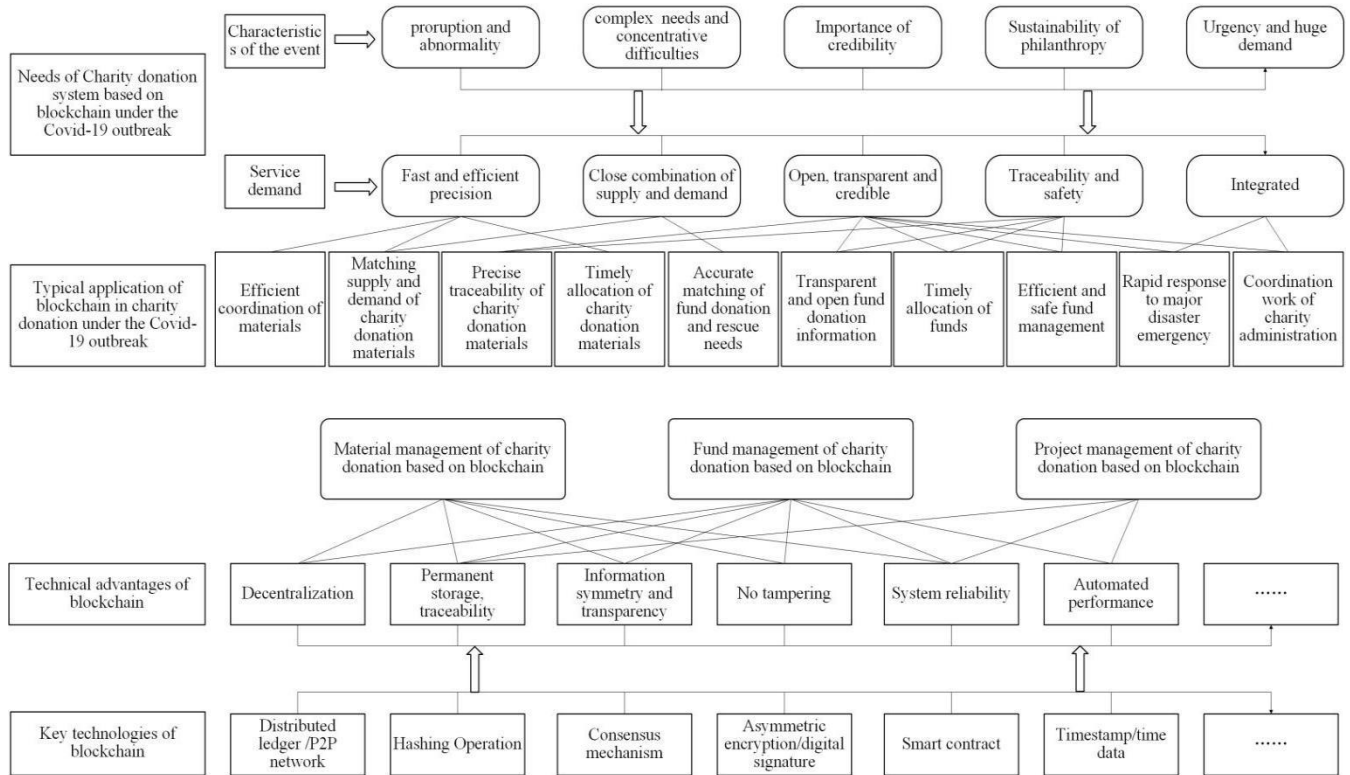 Characteristic
s of the event
proruption and
abnormality
complex needs and
concentrative
difficulties
Importance of
credibility
Sustainability of
philanthropy
Urgency and huge
demand
Needs of Charity donation
system based on
blockchain under the
Covid-19 outbreak
Service
demand
Fast and efficient
precision
Close combination of
supply and demand
Open, transparent and
credible
Traceability and
safety
Integrated
Typical application of
blockchain in charity
donation under the Covid-
19 outbreak
Efficient
coordination of
materials
Matching
supply and
demand of
charity
donation
materials
Precise
traceability of
charity
donation
materials
Timely
allocation of
charity
donation
materials
Accurate
matching of
fund donation
and rescue
needs
Transparent
and open fund
donation
information
Timely
allocation of
funds
Efficient and
safe fund
management
Rapid response
to major
disaster
emergency
Coordination
work of
charity
administration
Material management of charity
donation based on blockchain
Fund management of charity
donation based on blockchain
Project management of charity
donation based on blockchain
Technical advantages of
blockchain
Decentralization
Permanent
storage,
traceability
Information
symmetry and
transparency
No tampering
System reliability
Automated
performance
······
Key technologies of
blockchain
Distributed
ledger /P2P
network
Hashing Operation
Consensus
mechanism
Asymmetric
encryption/digital
signature
Smart contract
Timestamp/time
data
······